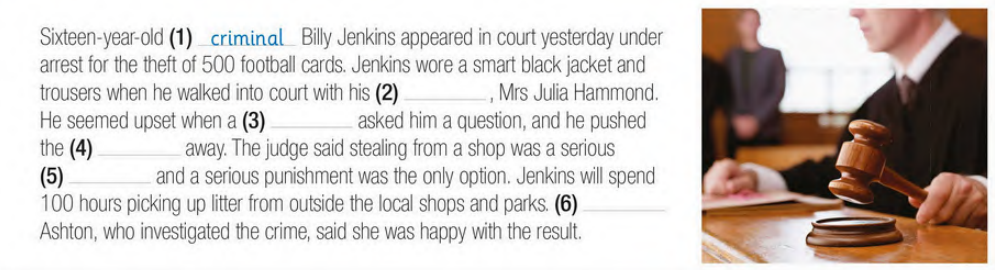 Sixteen-year-old (1) criminal Billy Jenkins appeared in court yesterday under
arrest for the theft of 500 football cards. Jenkins wore a smart black jacket and
trousers when he walked into court with his (2) __________ , Mrs Julia Hammond.
He seemed upset when a (3) __________ asked him a question, and he pushed
the (4) __________ away. The judge said stealing from a shop was a serious
(5) __________ and a serious punishment was the only option. Jenkins will spend
100 hours picking up litter from outside the local shops and parks. (6) __________
Ashton, who investigated the crime, said she was happy with the result.